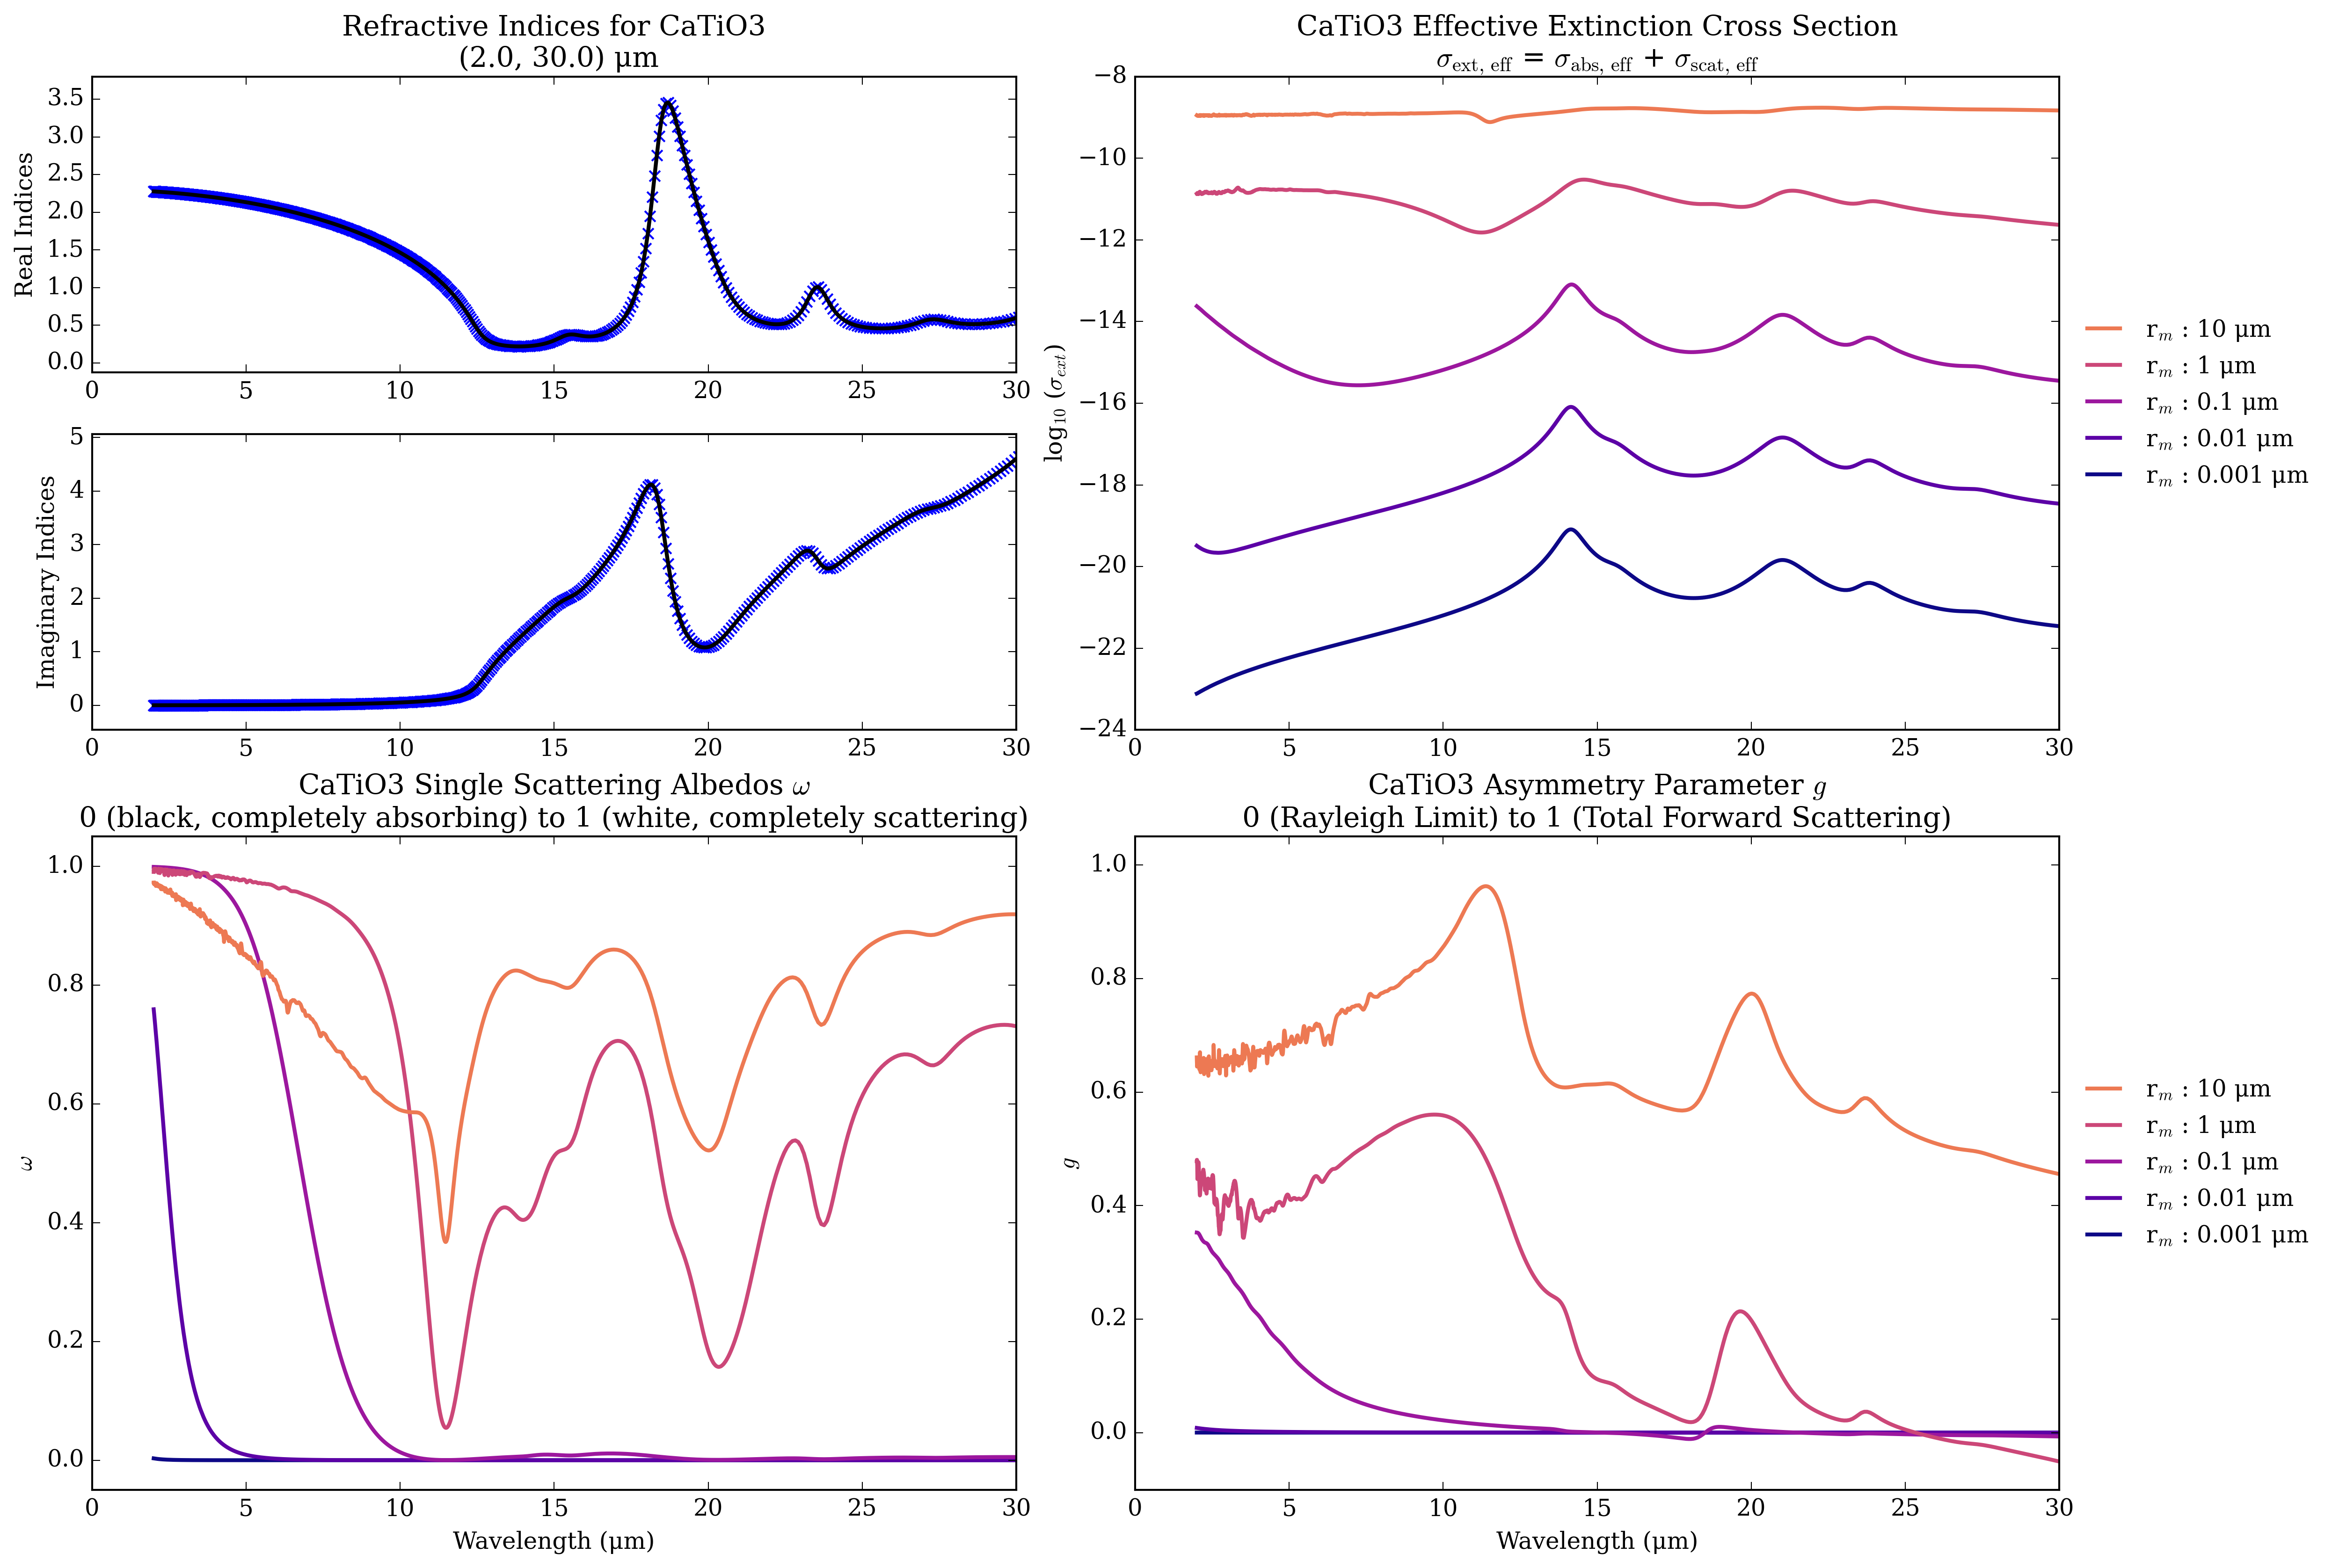 Refractive Indices for CaTiO3
(2.0, 30.0) µm
Real Indices
3.5
3.0
2.5
2.0
1.5
1.0
0.5
0.0
0 5 10 15 20 25 30
Imaginary Indices
5
4
3
2
1
0
0 5 10 15 20 25 30
CaTiO3 Effective Extinction Cross Section
σext, eff = σabs, eff + σscat, eff
log10 (σext)
−8
−10
−12
−14
−16
−18
−20
−22
−24
0 5 10 15 20 25 30
rm : 10 µm
rm : 1 µm
rm : 0.1 µm
rm : 0.01 µm
rm : 0.001 µm
CaTiO3 Single Scattering Albedos ω
0 (black, completely absorbing) to 1 (white, completely scattering)
ω
1.0
0.8
0.6
0.4
0.2
0.0
0 5 10 15 20 25 30
Wavelength (µm)
CaTiO3 Asymmetry Parameter g
0 (Rayleigh Limit) to 1 (Total Forward Scattering)
g
1.0
0.8
0.6
0.4
0.2
0.0
0 5 10 15 20 25 30
Wavelength (µm)
rm : 10 µm
rm : 1 µm
rm : 0.1 µm
rm : 0.01 µm
rm : 0.001 µm